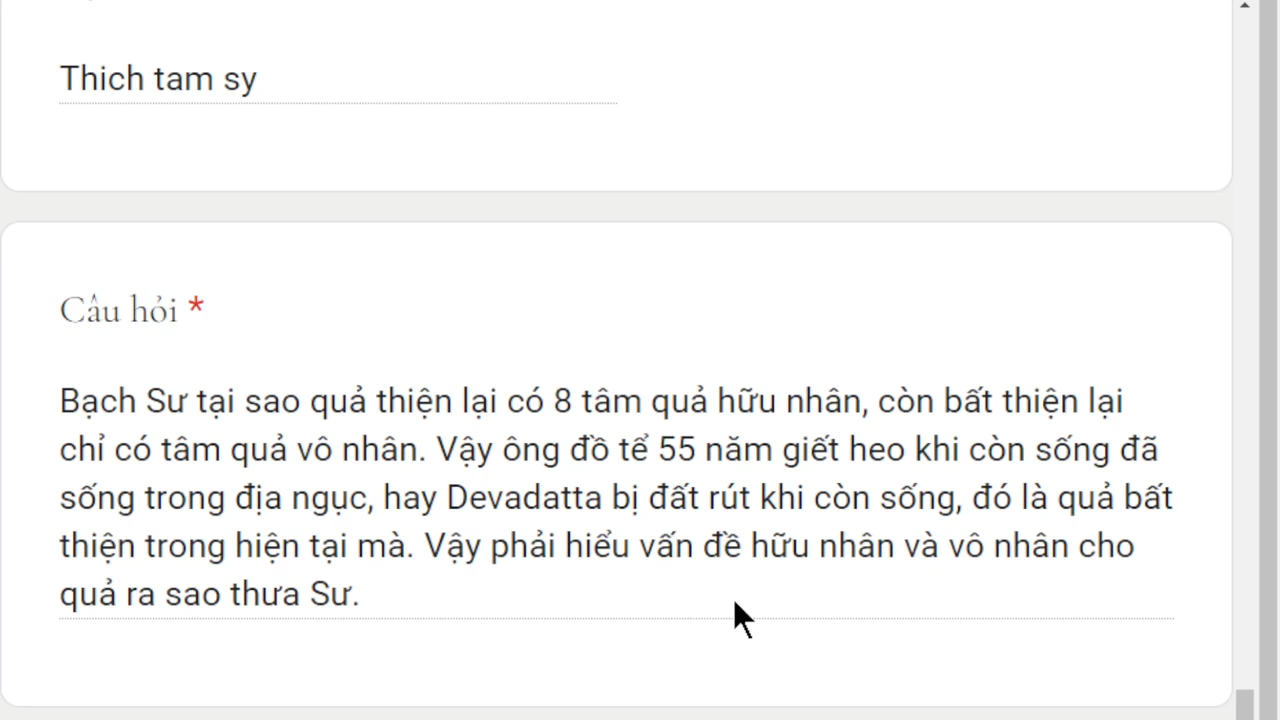 Thich tam sy
Câu hỏi *
Bạch Sư tại sao quả thiện lại có 8 tâm quả hữu nhân, còn bất thiện lại
chỉ có tâm quả vô nhân. Vậy ông đồ tể 55 năm giết heo khi còn sống đã
sống trong địa ngục, hay Devadatta bị đất rút khi còn sống, đó là quả bất
thiện trong hiện tại mà. Vậy phải hiểu vấn đề hữu nhân và vô nhân cho
quả ra sao thưa Sư.